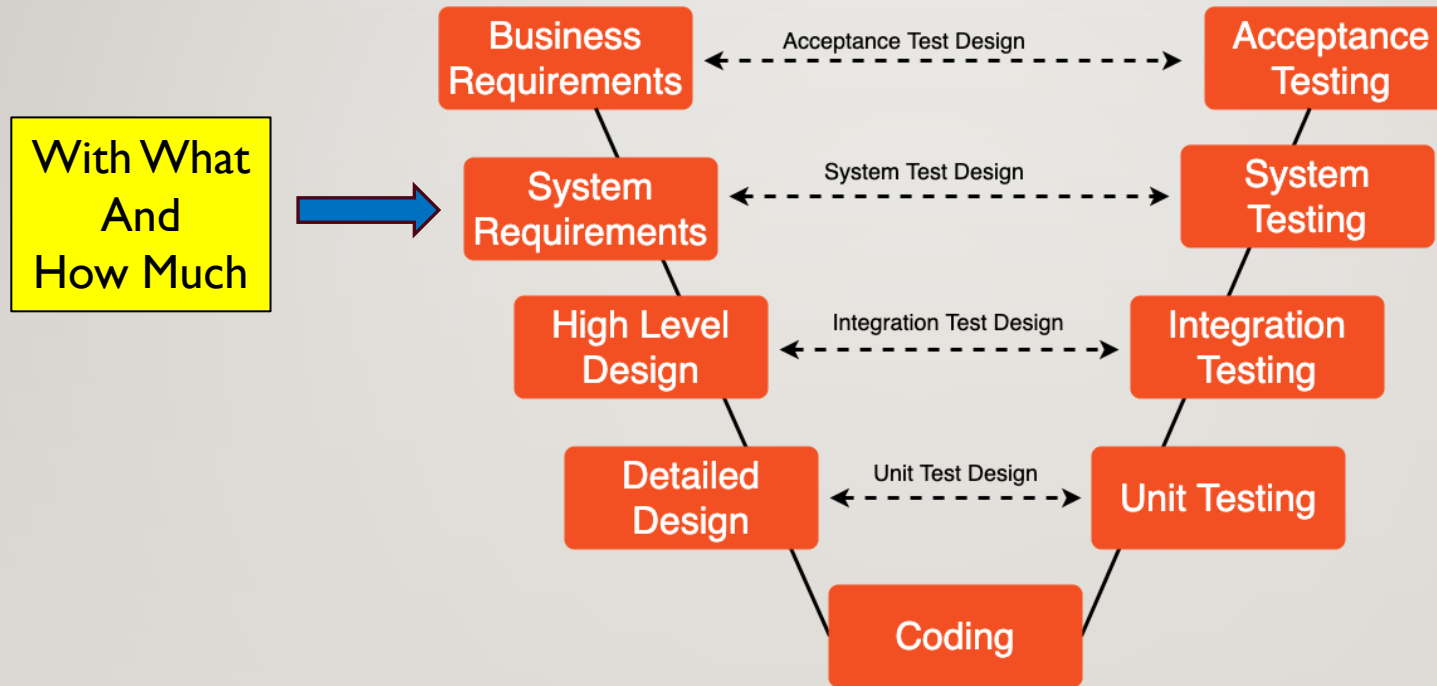 Business
Requirements
Acceptance Test Design
Acceptance
Testing
With What
And
How Much
System
Requirements
System Test Design
System
Testing
High Level
Design
Integration Test Design
Integration
Testing
Detailed
Design
Unit Test Design
Unit Testing
Coding